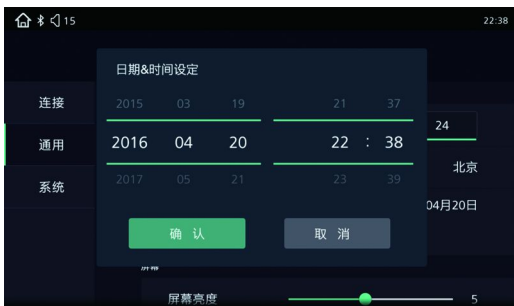 15 22:38
日期&时间设定
连接
通用
系统
2015 03 19 21 37
2016 04 20 22 : 38
2017 05 21 23 39
24
北京
04月20日
确认 取消
屏幕
屏幕亮度 5